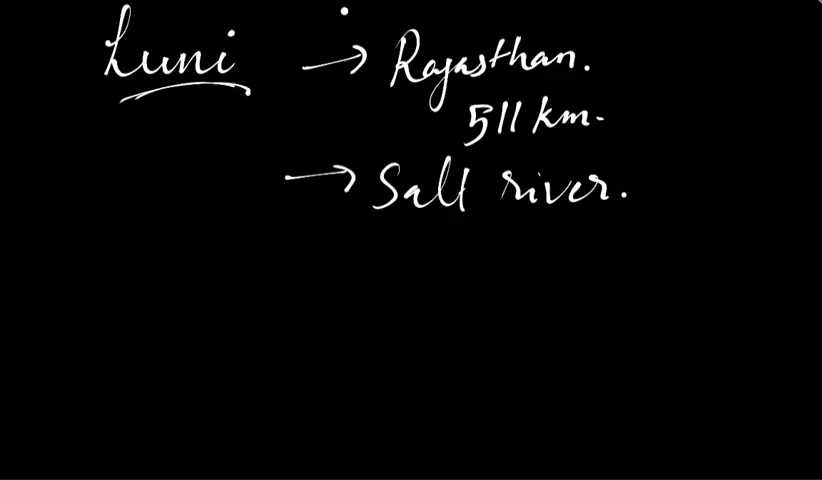 Luni → Rajasthan.
511 km.
→ Salt river.